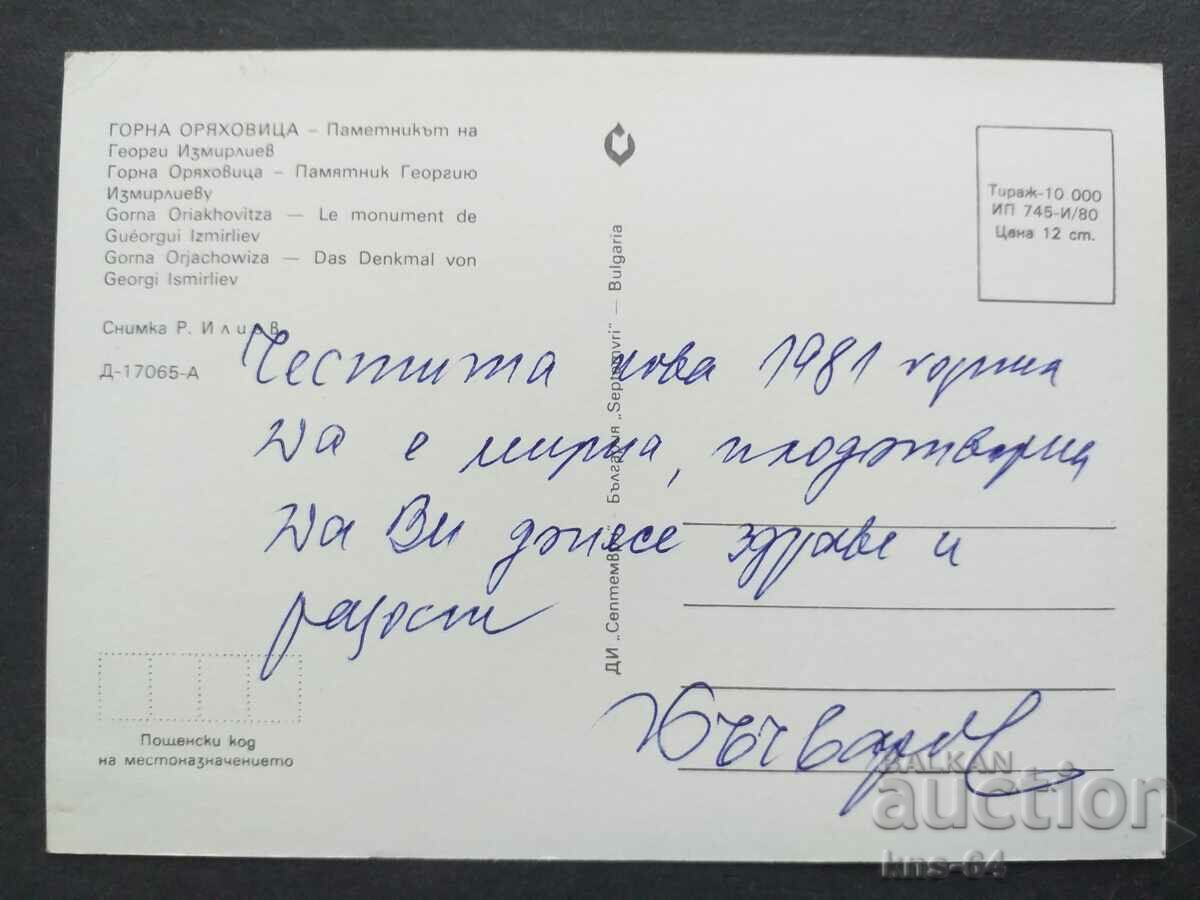 ГОРНА ОРЯХОВИЦА – Паметникът на
Георги Измирлиев
Горна Оряховица – Памятник Георгию
Измирлиеву
Gorna Oriakhovitza — Le monument de
Guéorgui Izmirliev
Gorna Orjachowiza — Das Denkmal von
Georgi Ismirliev
Снимка Р. Илиев
Д-17065-А
ДИ „Септември“ · България „Septemvri“ — Bulgaria
Тираж-10 000
ИП 745-И/80
Цена 12 ст.
Честита нова 1981 година
Да е мирна, плодотворна
Да Ви донесе здраве и
радост
Пощенски код
на местоназначението
BALKAN
auction
kns-64